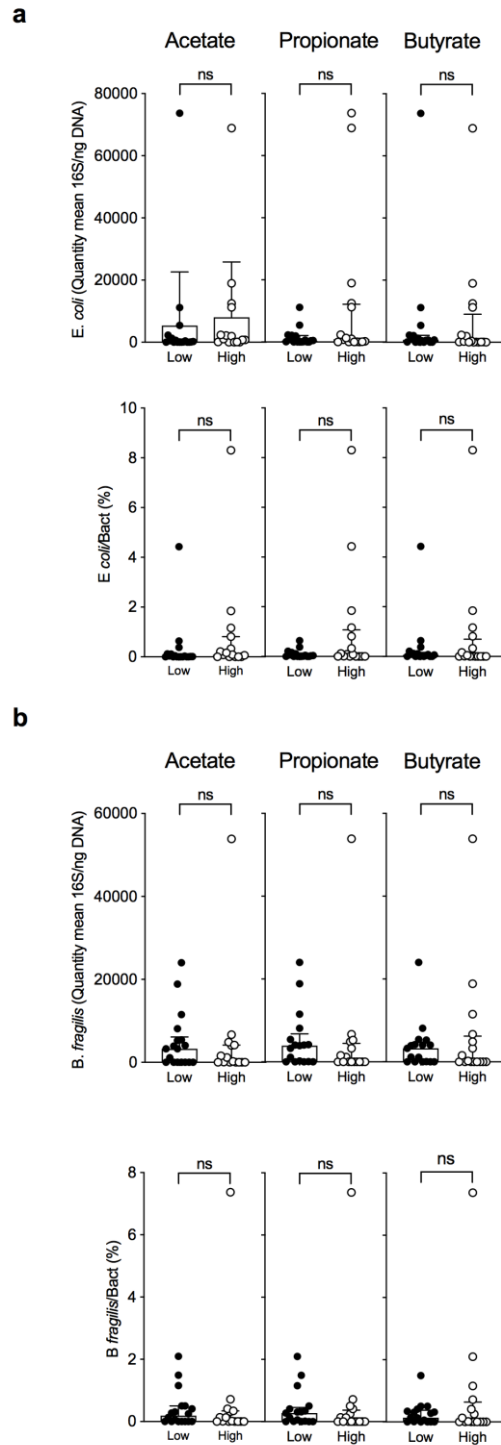 a
Acetate Propionate Butyrate
ns ns ns
80000
60000
40000
20000
0
E. coli (Quantity mean 16S/ng DNA)
Low High Low High Low High
ns ns ns
10
8
6
4
2
0
E coli/Bact (%)
Low High Low High Low High
b
Acetate Propionate Butyrate
ns ns ns
60000
40000
20000
0
B. fragilis (Quantity mean 16S/ng DNA)
Low High Low High Low High
ns ns ns
8
6
4
2
0
B fragilis/Bact (%)
Low High Low High Low High